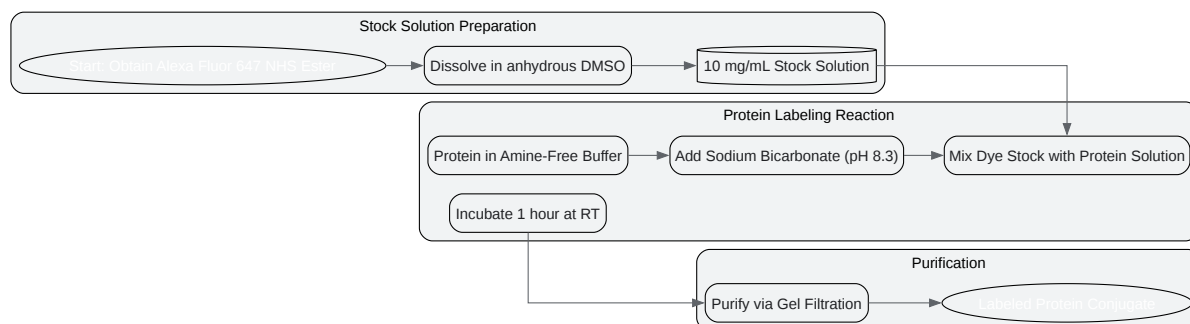 Stock Solution Preparation
Start: Obtain Alexa Fluor 647 NHS Ester
Dissolve in anhydrous DMSO
10 mg/mL Stock Solution
Protein Labeling Reaction
Protein in Amine-Free Buffer
Add Sodium Bicarbonate (pH 8.3)
Mix Dye Stock with Protein Solution
Incubate 1 hour at RT
Purification
Purify via Gel Filtration
Labeled Protein Conjugate